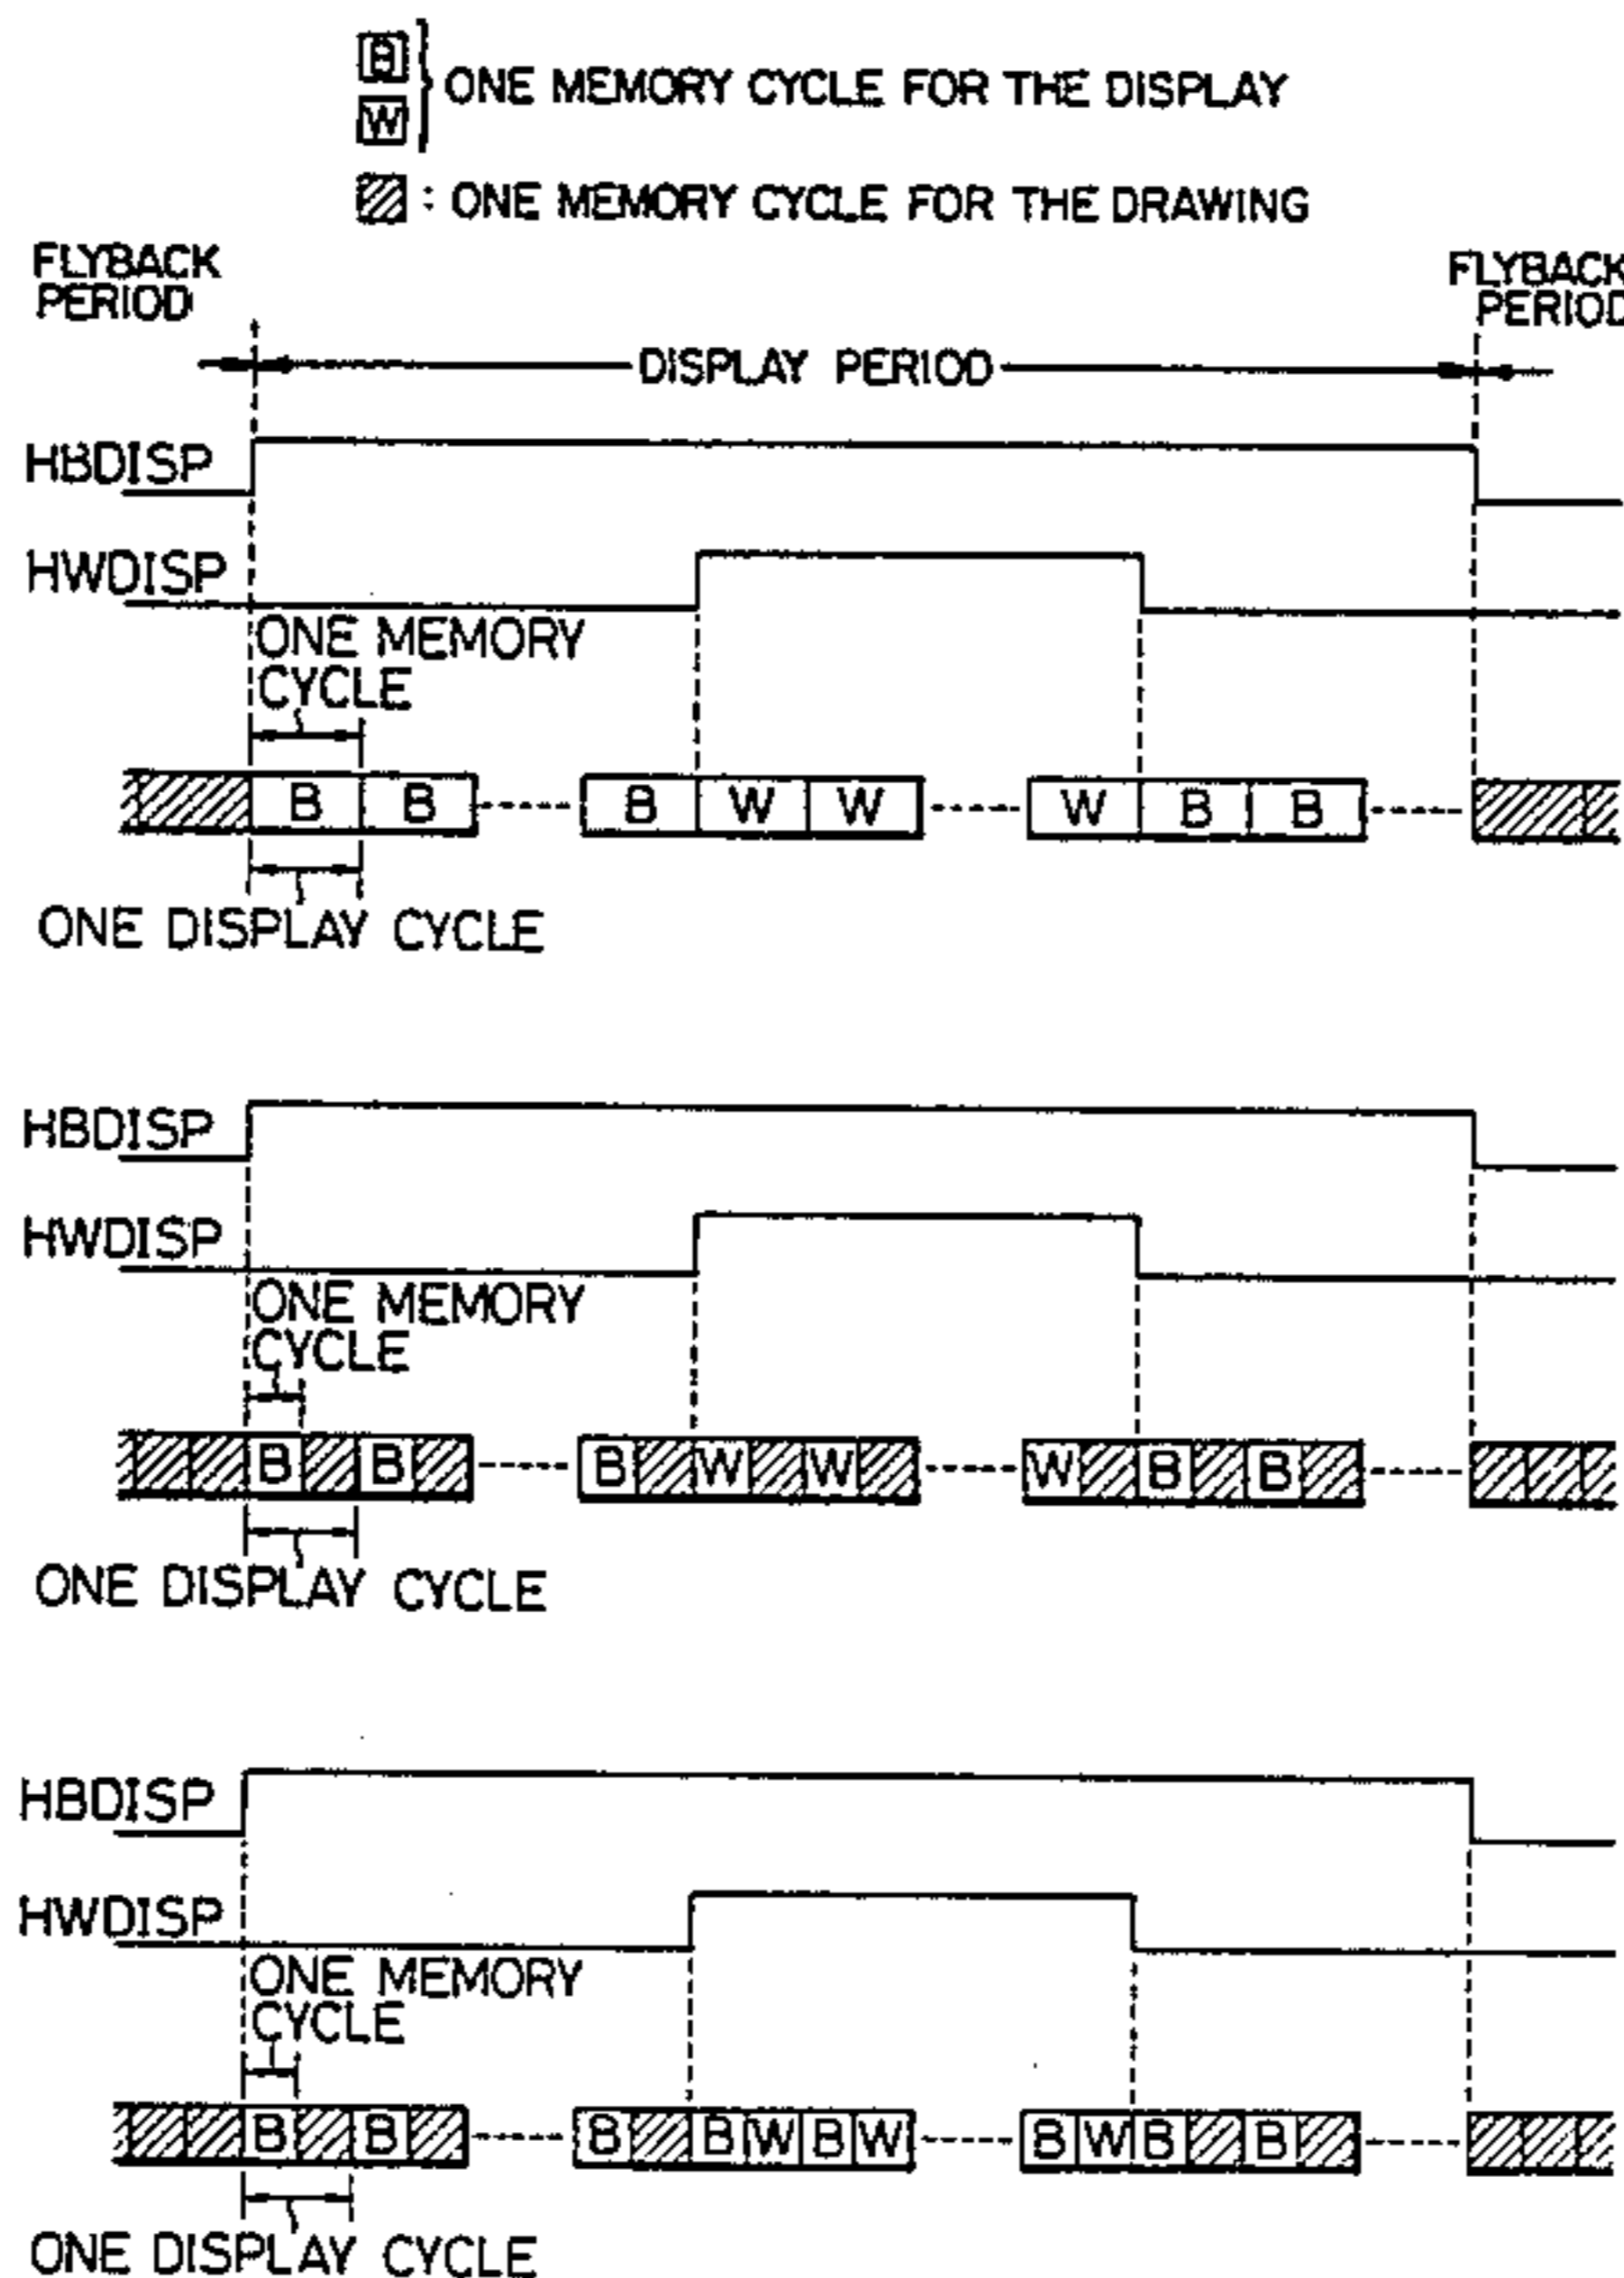 B
W
ONE MEMORY CYCLE FOR THE DISPLAY
: ONE MEMORY CYCLE FOR THE DRAWING
FLYBACK
PERIOD
FLYBACK
PERIOD
DISPLAY PERIOD
HBDISP
HWDISP
ONE MEMORY
CYCLE
B B B W W W B B
ONE DISPLAY CYCLE
HBDISP
HWDISP
ONE MEMORY
CYCLE
B B B W W W B B
ONE DISPLAY CYCLE
HBDISP
HWDISP
ONE MEMORY
CYCLE
B B B B W B W B W B B
ONE DISPLAY CYCLE